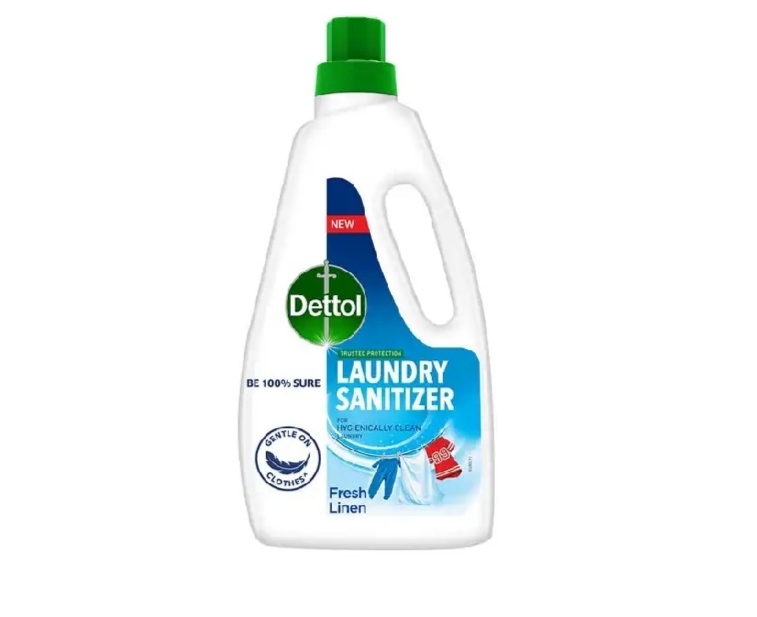 NEW
Dettol
TRUSTED PROTECTION
LAUNDRY
SANITIZER
BE 100% SURE
FOR
HYGIENICALLY CLEAN
LAUNDRY
GENTLE ON
CLOTHES^
Fresh
Linen